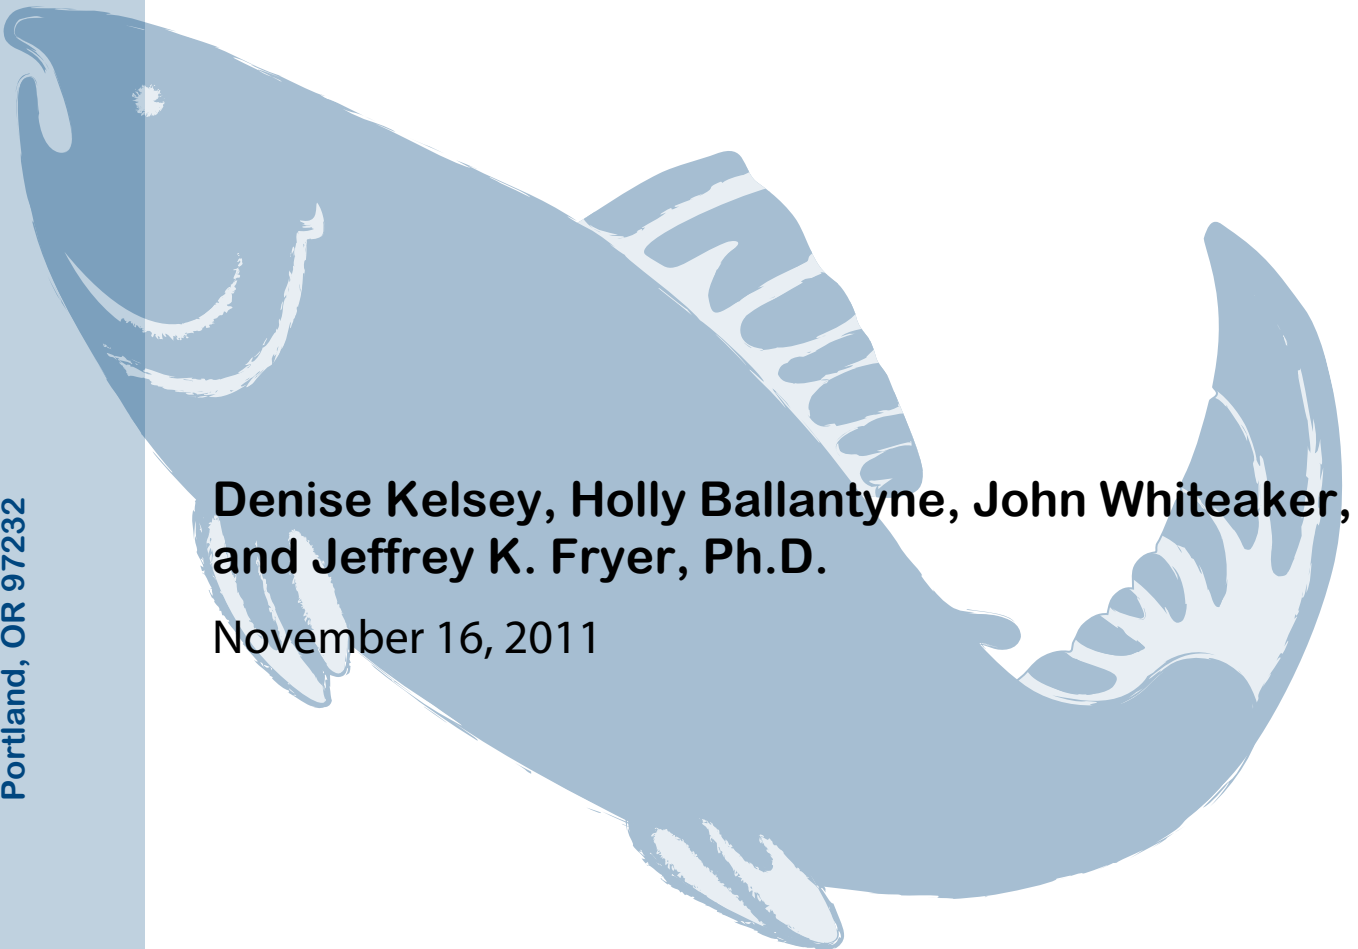 Denise Kelsey, Holly Ballantyne, John Whiteaker,
and Jeffrey K. Fryer, Ph.D.
November 16, 2011
Portland, OR 97232